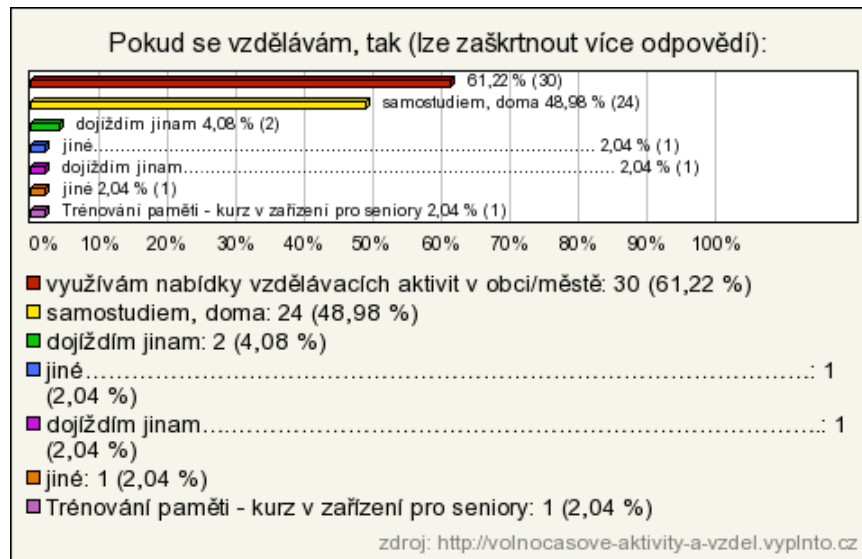 Pokud se vzdělávám, tak (lze zaškrtnout více odpovědí):
61,22 % (30)
samostudiem, doma 48,98 % (24)
dojíždím jinam 4,08 % (2)
jiné........................................................................................ 2,04 % (1)
dojíždím jinam.......................................................................... 2,04 % (1)
jiné 2,04 % (1)
Trénování paměti - kurz v zařízení pro seniory 2,04 % (1)
0% 10% 20% 30% 40% 50% 60% 70% 80% 90% 100%
využívám nabídky vzdělávacích aktivit v obci/městě: 30 (61,22 %)
samostudiem, doma: 24 (48,98 %)
dojíždím jinam: 2 (4,08 %)
jiné........................................................................................: 1
(2,04 %)
dojíždím jinam..........................................................................: 1
(2,04 %)
jiné: 1 (2,04 %)
Trénování paměti - kurz v zařízení pro seniory: 1 (2,04 %)
zdroj: http://volnocasove-aktivity-a-vzdel.vyplnto.cz